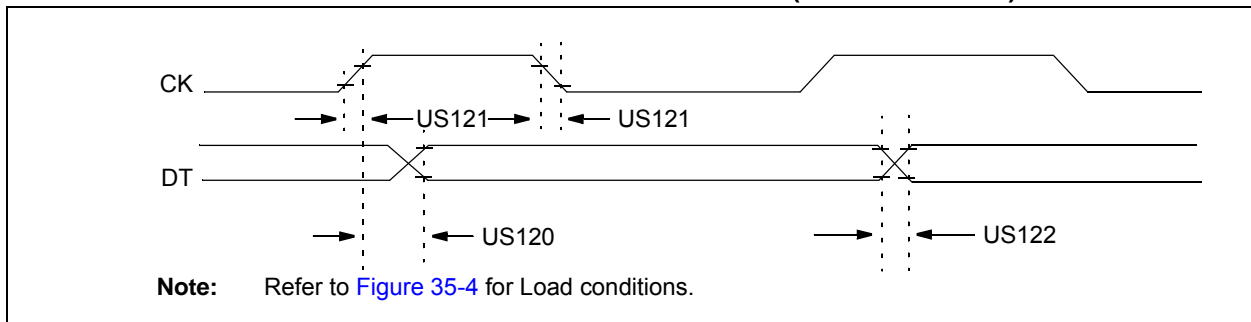 CK
US121 US121
DT
US120 US122
Note: Refer to Figure 35-4 for Load conditions.